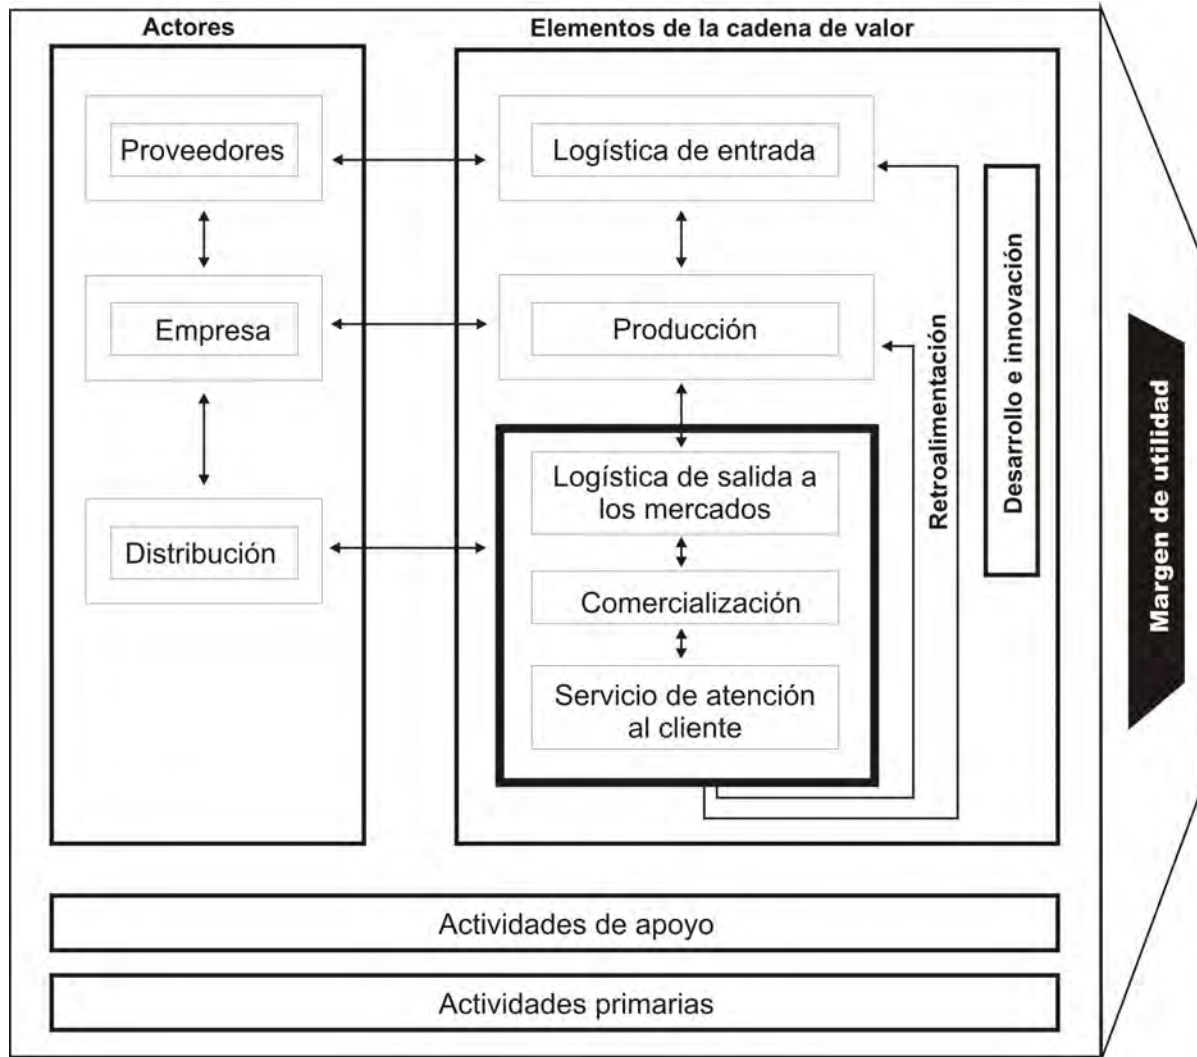 Actores
Elementos de la cadena de valor
Proveedores
Logística de entrada
Empresa
Producción
Distribución
Logística de salida a
los mercados
Comercialización
Servicio de atención
al cliente
Retroalimentación
Desarrollo e innovación
Margen de utilidad
Actividades de apoyo
Actividades primarias